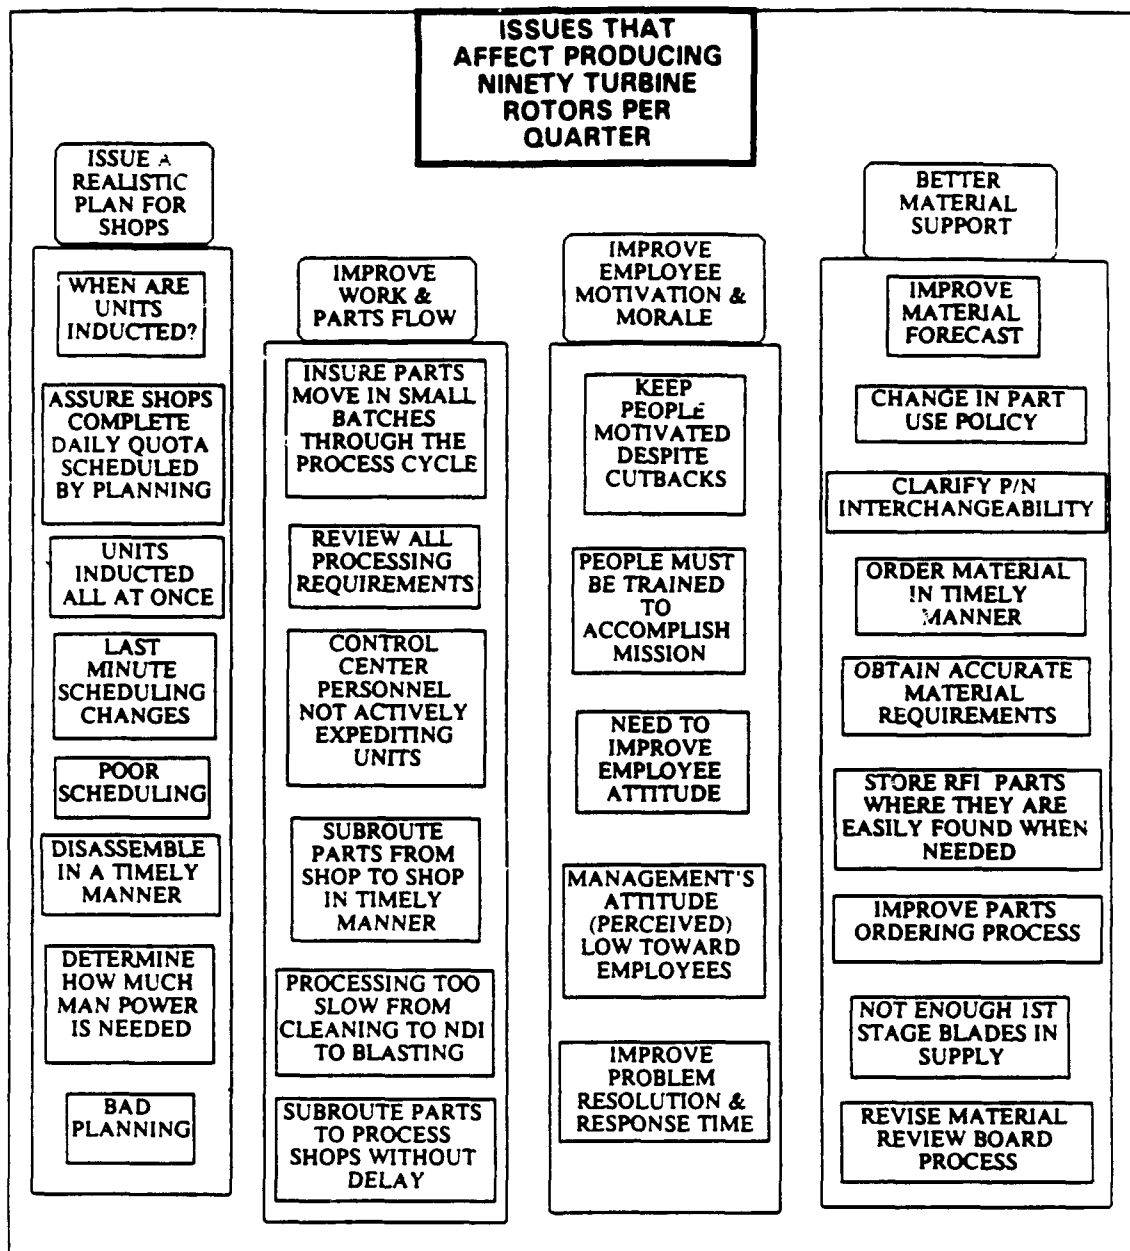 ISSUES THAT
AFFECT PRODUCING
NINETY TURBINE
ROTORS PER
QUARTER
ISSUE A
REALISTIC
PLAN FOR
SHOPS
WHEN ARE
UNITS
INDUCTED?
ASSURE SHOPS
COMPLETE
DAILY QUOTA
SCHEDULED
BY PLANNING
UNITS
INDUCTED
ALL AT ONCE
LAST
MINUTE
SCHEDULING
CHANGES
POOR
SCHEDULING
DISASSEMBLE
IN A TIMELY
MANNER
DETERMINE
HOW MUCH
MAN POWER
IS NEEDED
BAD
PLANNING
IMPROVE
WORK &
PARTS FLOW
INSURE PARTS
MOVE IN SMALL
BATCHES
THROUGH THE
PROCESS CYCLE
REVIEW ALL
PROCESSING
REQUIREMENTS
CONTROL
CENTER
PERSONNEL
NOT ACTIVELY
EXPEDITING
UNITS
SUBROUTE
PARTS FROM
SHOP TO SHOP
IN TIMELY
MANNER
PROCESSING TOO
SLOW FROM
CLEANING TO NDI
TO BLASTING
SUBROUTE PARTS
TO PROCESS
SHOPS WITHOUT
DELAY
IMPROVE
EMPLOYEE
MOTIVATION &
MORALE
KEEP
PEOPLE
MOTIVATED
DESPITE
CUTBACKS
PEOPLE MUST
BE TRAINED
TO
ACCOMPLISH
MISSION
NEED TO
IMPROVE
EMPLOYEE
ATTITUDE
MANAGEMENT'S
ATTITUDE
(PERCEIVED)
LOW TOWARD
EMPLOYEES
IMPROVE
PROBLEM
RESOLUTION &
RESPONSE TIME
BETTER
MATERIAL
SUPPORT
IMPROVE
MATERIAL
FORECAST
CHANGE IN PART
USE POLICY
CLARIFY P/N
INTERCHANGEABILITY
ORDER MATERIAL
IN TIMELY
MANNER
OBTAIN ACCURATE
MATERIAL
REQUIREMENTS
STORE RFI PARTS
WHERE THEY ARE
EASILY FOUND WHEN
NEEDED
IMPROVE PARTS
ORDERING PROCESS
NOT ENOUGH 1ST
STAGE BLADES IN
SUPPLY
REVISE MATERIAL
REVIEW BOARD
PROCESS